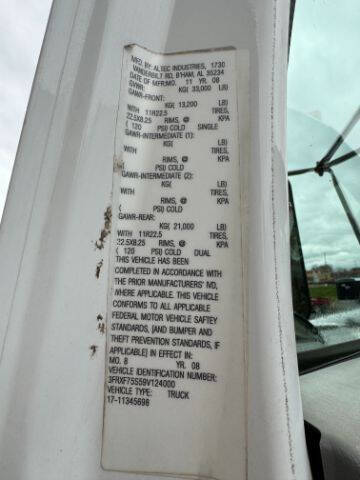 MFG. BY: ALTEC INDUSTRIES, 1730
VANDERBILT RD, B'HAM, AL 35234
DATE OF MFR:MO. 11 YR. 08
GVWR: KG( 33,000 LB)
GAWR-FRONT:
KG( 13,200 LB)
WITH 11R22.5 TIRES,
22.5X8.25 RIMS, @ KPA
( 120 PSI) COLD SINGLE
GAWR-INTERMEDIATE (1):
KG( LB)
WITH TIRES,
RIMS, @ KPA
( PSI) COLD
GAWR-INTERMEDIATE (2):
KG( LB)
WITH TIRES,
RIMS, @ KPA
( PSI) COLD
GAWR-REAR:
KG( 21,000 LB)
WITH 11R22.5 TIRES,
22.5X8.25 RIMS, @ KPA
( 120 PSI) COLD DUAL
THIS VEHICLE HAS BEEN
COMPLETED IN ACCORDANCE WITH
THE PRIOR MANUFACTURERS' IVD,
WHERE APPLICABLE. THIS VEHICLE
CONFORMS TO ALL APPLICABLE
FEDERAL MOTOR VEHICLE SAFTEY
STANDARDS, [AND BUMPER AND
THEFT PREVENTION STANDARDS, IF
APPLICABLE] IN EFFECT IN:
MO. 8 YR. 08
VEHICLE IDENTIFICATION NUMBER:
3FRXF75S59V124000
VEHICLE TYPE: TRUCK
17-11345698